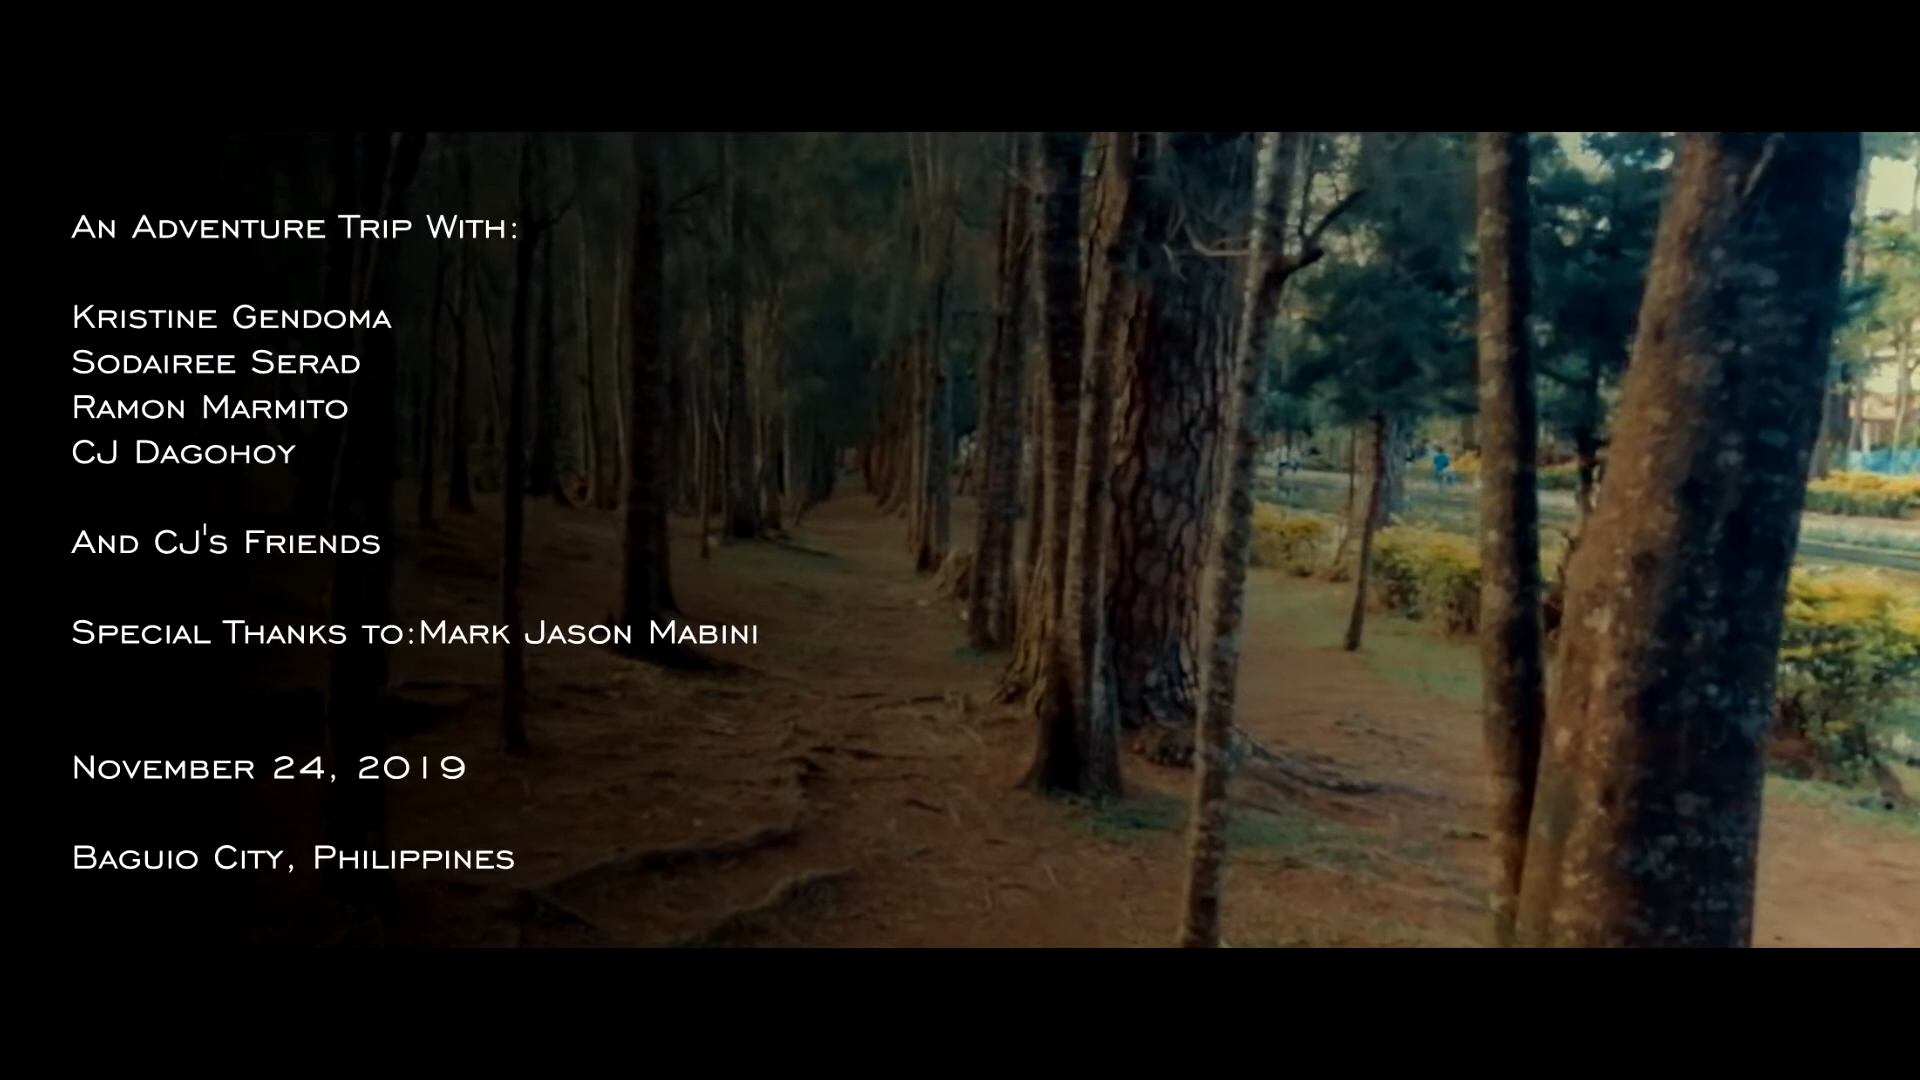 An Adventure Trip With:
Kristine Gendoma
Sodairee Serad
Ramon Marmito
CJ Dagohoy
And CJ's Friends
Special Thanks to:Mark Jason Mabini
November 24, 2019
Baguio City, Philippines